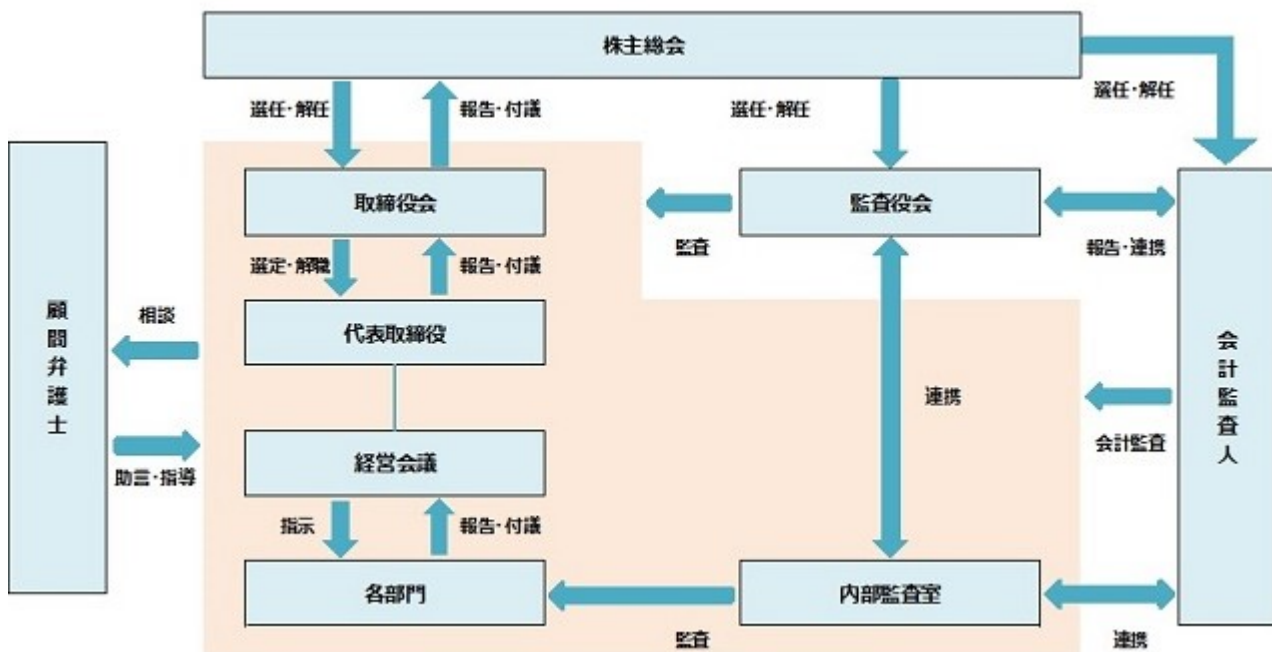 株主総会
選任・解任
報告・付議
選任・解任
選任・解任
取締役会
監査役会
監査
報告・連携
選定・解職
報告・付議
顧問弁護士
相談
代表取締役
会計監査人
連携
会計監査
助言・指導
経営会議
指示
報告・付議
各部門
内部監査室
監査
連携